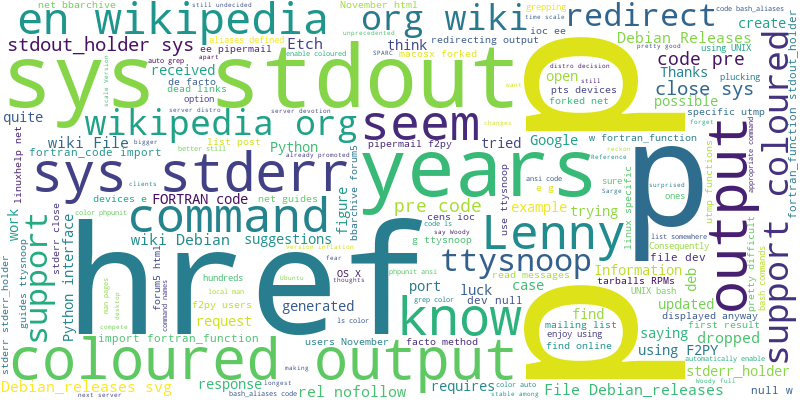 net bbarchive
still undecided
en wikipedia
org wiki
November html
redirect
grepping
time scale
code bash_aliases
aliases defined
unprecedented
create
stdout_holder sys
ee pipermail
Etch
redirecting output
ioc ee
Debian Releases
auto grep
think
macosx forked
SPARC
apart
enable coloured
pretty good
using UNIX
scale Version
received
de facto
dead links
option
sys stdout
code pre
Thanks
plucking
close sys
open
pts devices
forked net
distro decision
still
want
possible
specific utmp
server distro
server devotion
quite
wikipedia org
seem
changes
forget
wiki File
list post
bigger
better still
Python
pipermail f2py
tried
Google
w fortran_function
fortran_code import
already promoted
linuxhelp net
sys stderr
years
p
d
output
support coloured
fortran_function stdout_holder
clients
devices e
FORTRAN code
net guides
bbarchive forum5
pre code
e g
ansi code
sure
Reference
reckon
ones
surprised
Sarge
appropriate command
linux specific
utmp functions
work
support
color phpunit
command
figure
cens ioc
example
trying
use ttysnoop
code ls
say Woody
Lenny
list somewhere
Consequently
file dev
Python interface
stderr close
wiki Debian
suggestions
g ttysnoop
Version inflation
fear
OS X
thoughts
phpunit ansi
ttysnoop
Information
tarballs RPMs
pretty difficult
bash commands
UNIX bash
guides ttysnoop
stderr stderr_holder
forum5 html
man pages
command names
hundreds
Ubuntu
local man
desktop
f2py users
generated
port
luck
read messages
case
deb
displayed anyway
href
know
dev null
find
updated
request
compete
import fortran_function
grep color
ls color
users November
facto method
mailing list
enjoy using
find online
saying
first result
dropped
using F2PY
automatically enable
coloured output
d
stderr_holder
Debian_releases svg
response
longest
making
rel nofollow
requires
color auto
stable among
File Debian_releases
Woody full
null w
next server
bash_aliases code